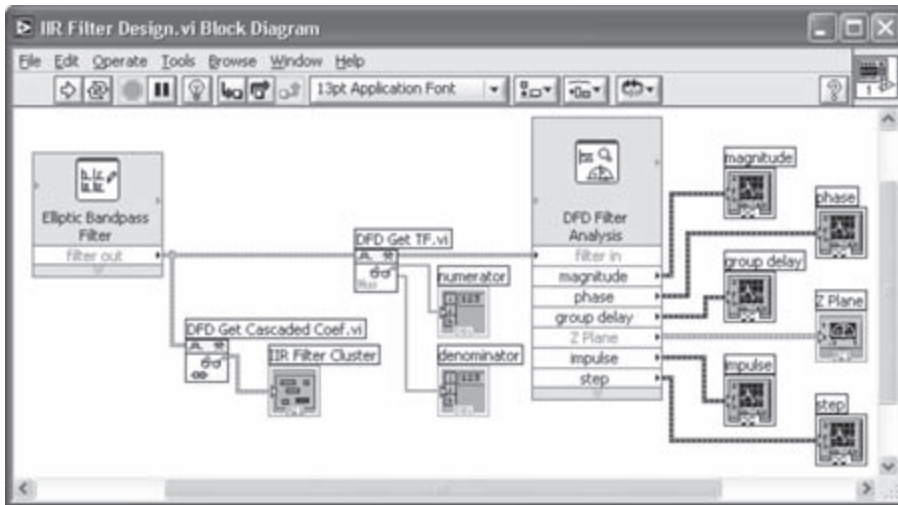 IIR Filter Design.vi Block Diagram
File Edit Operate Tools Browse Window Help
13pt Application Font
1
Elliptic Bandpass
Filter
filter out
DFD Get TF.vi
numerator
denominator
DFD Get Cascaded Coef.vi
IIR Filter Cluster
DFD Filter
Analysis
filter in
magnitude
phase
group delay
Z Plane
impulse
step
magnitude
phase
group delay
Z Plane
impulse
step